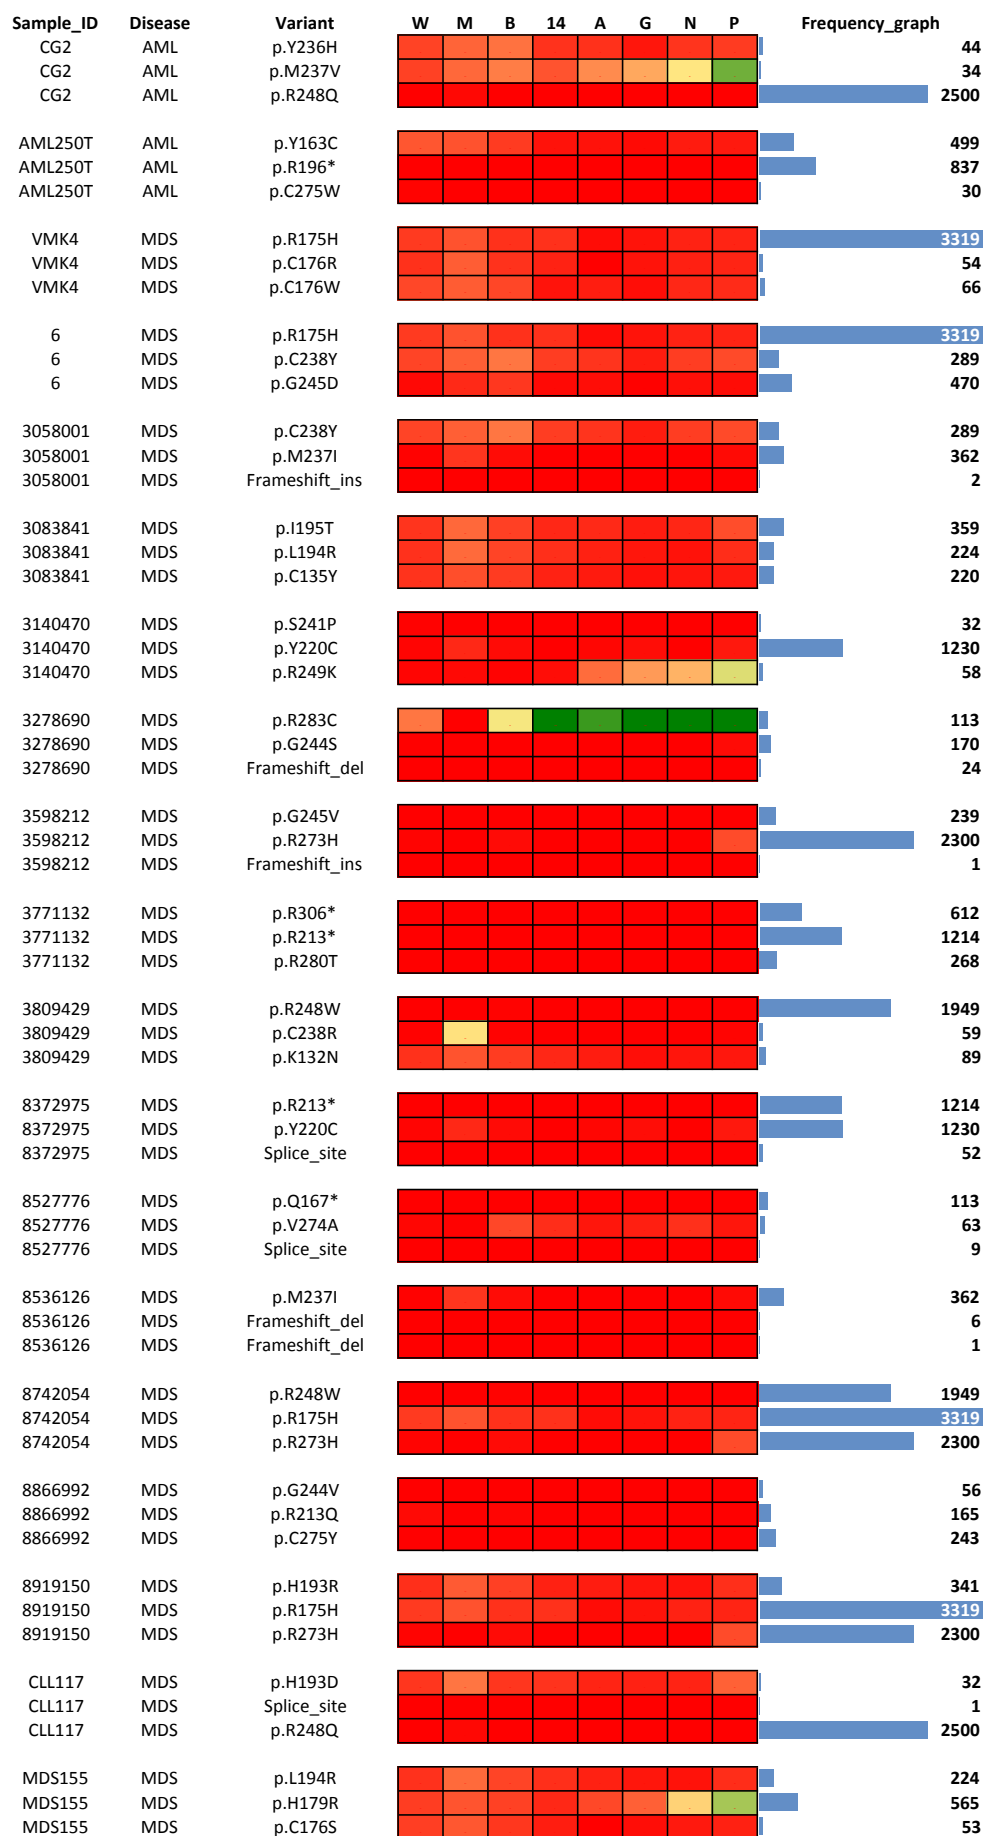 Sample_ID Disease Variant W M B 14 A G N P Frequency_graph
CG2 AML p.Y236H 44
CG2 AML p.M237V 34
CG2 AML p.R248Q 2500
AML250T AML p.Y163C 499
AML250T AML p.R196* 837
AML250T AML p.C275W 30
VMK4 MDS p.R175H 3319
VMK4 MDS p.C176R 54
VMK4 MDS p.C176W 66
6 MDS p.R175H 3319
6 MDS p.C238Y 289
6 MDS p.G245D 470
3058001 MDS p.C238Y 289
3058001 MDS p.M237I 362
3058001 MDS Frameshift_ins 2
3083841 MDS p.I195T 359
3083841 MDS p.L194R 224
3083841 MDS p.C135Y 220
3140470 MDS p.S241P 32
3140470 MDS p.Y220C 1230
3140470 MDS p.R249K 58
3278690 MDS p.R283C 113
3278690 MDS p.G244S 170
3278690 MDS Frameshift_del 24
3598212 MDS p.G245V 239
3598212 MDS p.R273H 2300
3598212 MDS Frameshift_ins 1
3771132 MDS p.R306* 612
3771132 MDS p.R213* 1214
3771132 MDS p.R280T 268
3809429 MDS p.R248W 1949
3809429 MDS p.C238R 59
3809429 MDS p.K132N 89
8372975 MDS p.R213* 1214
8372975 MDS p.Y220C 1230
8372975 MDS Splice_site 52
8527776 MDS p.Q167* 113
8527776 MDS p.V274A 63
8527776 MDS Splice_site 9
8536126 MDS p.M237I 362
8536126 MDS Frameshift_del 6
8536126 MDS Frameshift_del 1
8742054 MDS p.R248W 1949
8742054 MDS p.R175H 3319
8742054 MDS p.R273H 2300
8866992 MDS p.G244V 56
8866992 MDS p.R213Q 165
8866992 MDS p.C275Y 243
8919150 MDS p.H193R 341
8919150 MDS p.R175H 3319
8919150 MDS p.R273H 2300
CLL117 MDS p.H193D 32
CLL117 MDS Splice_site 1
CLL117 MDS p.R248Q 2500
MDS155 MDS p.L194R 224
MDS155 MDS p.H179R 565
MDS155 MDS p.C176S 53